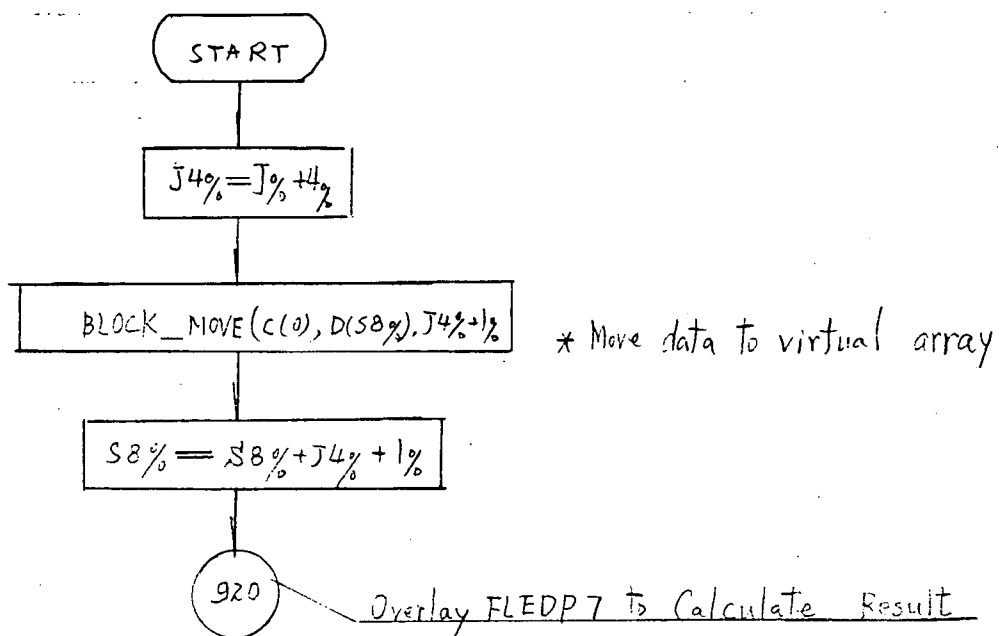 START
J4%=J%+4%
BLOCK_MOVE(C(0), D(S8%), J4%+1%
* Move data to virtual array
S8% = S8%+J4%+1%
920
Overlay FLEDP7 to Calculate Result